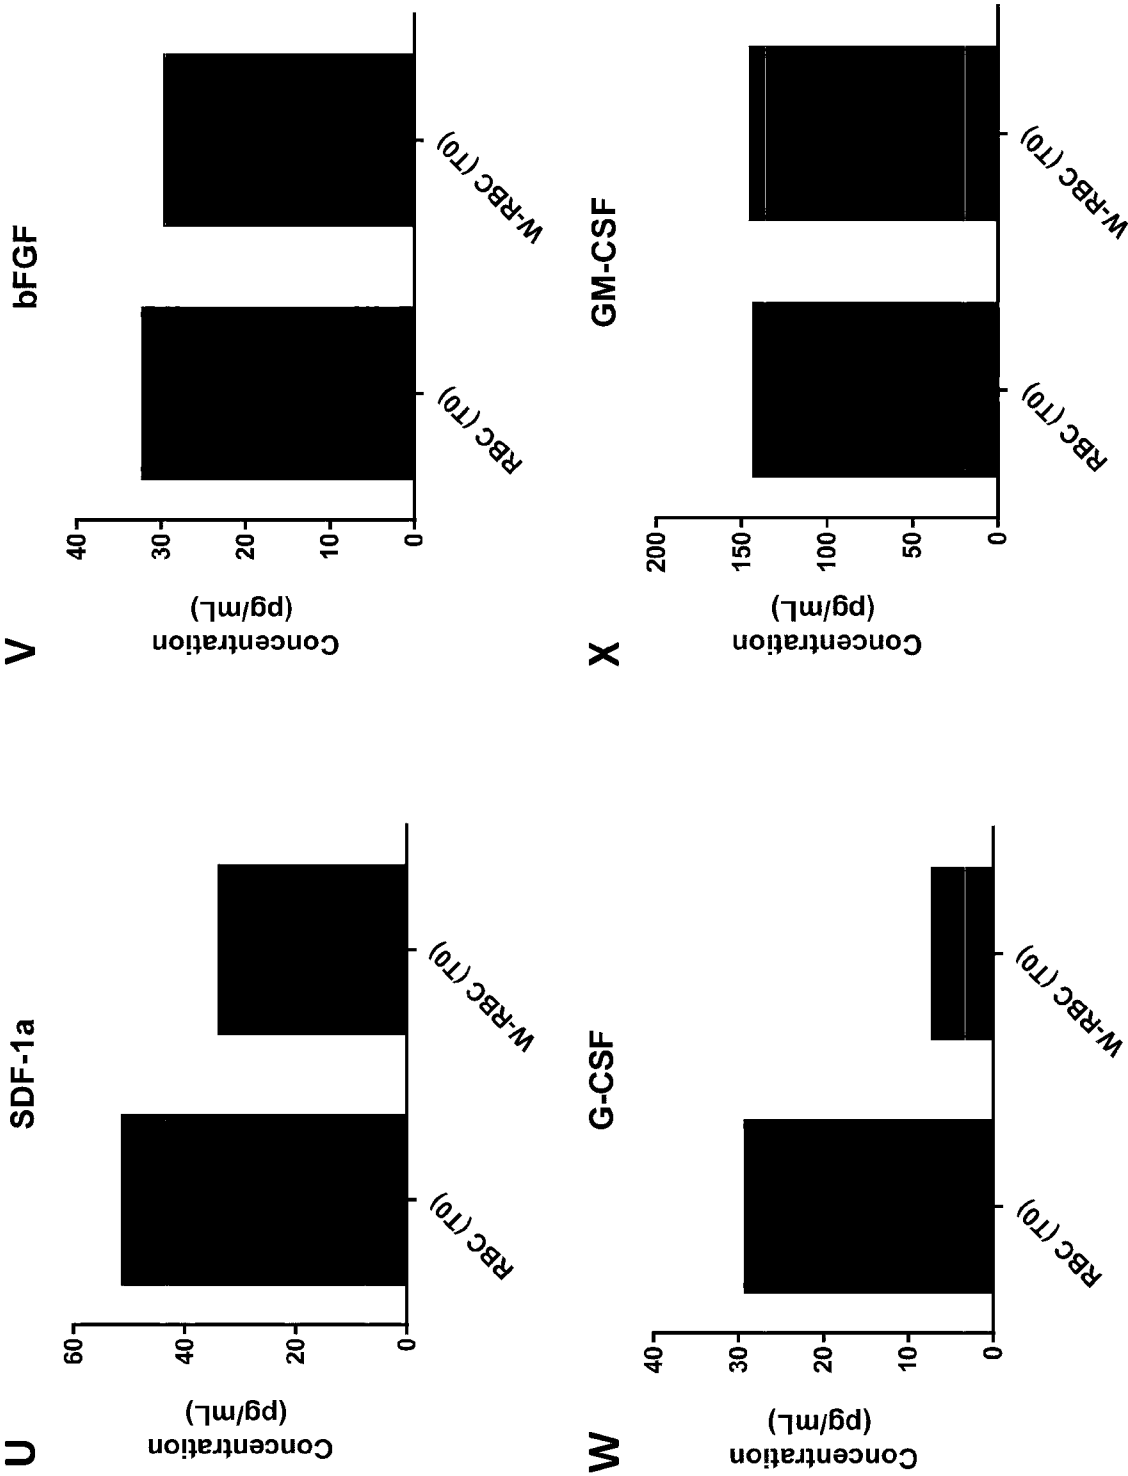 U
SDF-1a
Concentration
(pg/mL)
60
40
20
0
RBC (T0)
W-RBC (T0)
V
bFGF
Concentration
(pg/mL)
40
30
20
10
0
RBC (T0)
W-RBC (T0)
W
G-CSF
Concentration
(pg/mL)
40
30
20
10
0
RBC (T0)
W-RBC (T0)
X
GM-CSF
Concentration
(pg/mL)
200
150
100
50
0
RBC (T0)
W-RBC (T0)